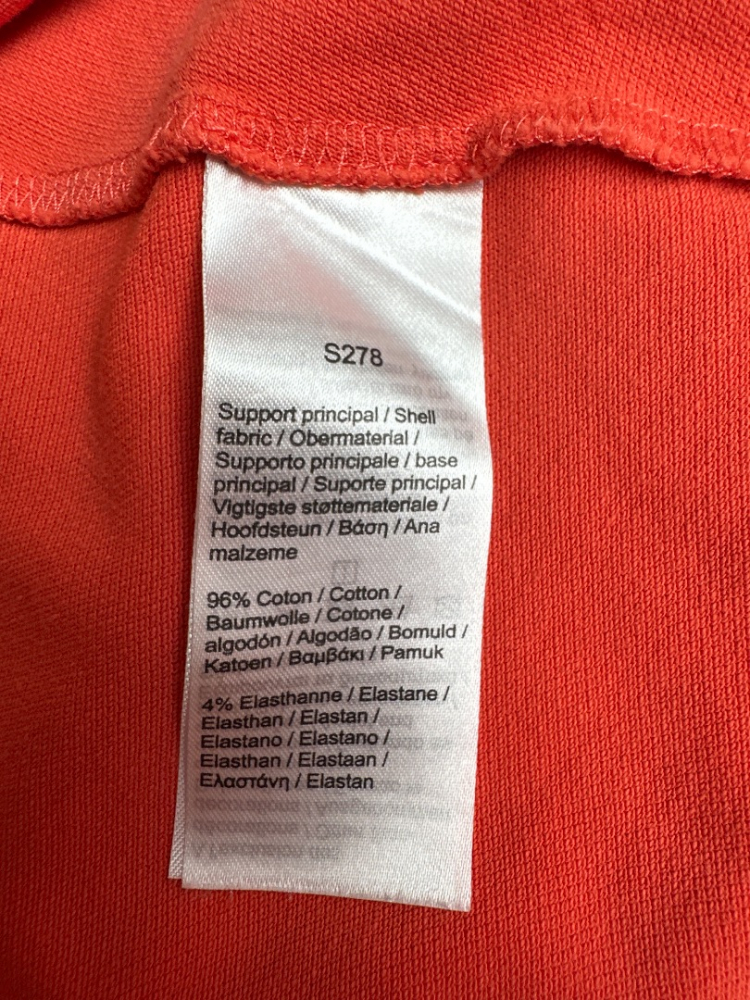 S278
Support principal / Shell
fabric / Obermaterial /
Supporto principale / base
principal / Suporte principal /
Vigtigste støttemateriale /
Hoofdsteun / Βάση / Ana
malzeme
96% Coton / Cotton /
Baumwolle / Cotone /
algodón / Algodão / Bomuld /
Katoen / Βαμβάκι / Pamuk
4% Elasthanne / Elastane /
Elasthan / Elastan /
Elastano / Elastano /
Elasthan / Elastaan /
Ελαστάνη / Elastan